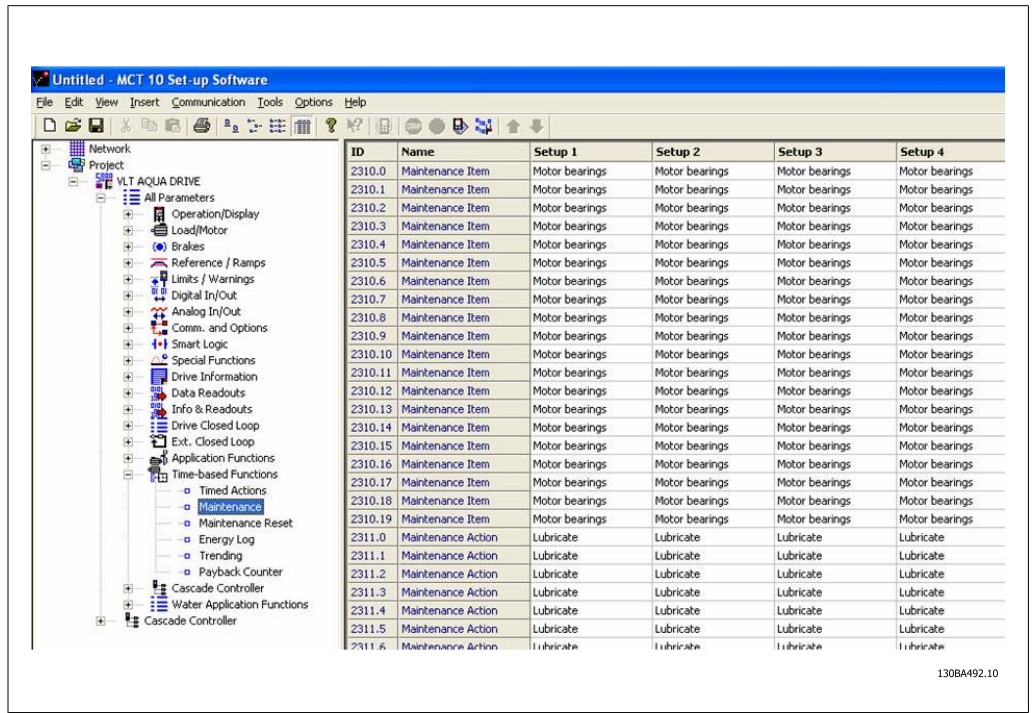 Untitled - MCT 10 Set-up Software
File Edit View Insert Communication Tools Options Help
Network
Project
VLT AQUA DRIVE
All Parameters
Operation/Display
Load/Motor
Brakes
Reference / Ramps
Limits / Warnings
Digital In/Out
Analog In/Out
Comm. and Options
Smart Logic
Special Functions
Drive Information
Data Readouts
Info & Readouts
Drive Closed Loop
Ext. Closed Loop
Application Functions
Time-based Functions
Timed Actions
Maintenance
Maintenance Reset
Energy Log
Trending
Payback Counter
Cascade Controller
Water Application Functions
Cascade Controller
ID Name Setup 1 Setup 2 Setup 3 Setup 4
2310.0 Maintenance Item Motor bearings Motor bearings Motor bearings Motor bearings
2310.1 Maintenance Item Motor bearings Motor bearings Motor bearings Motor bearings
2310.2 Maintenance Item Motor bearings Motor bearings Motor bearings Motor bearings
2310.3 Maintenance Item Motor bearings Motor bearings Motor bearings Motor bearings
2310.4 Maintenance Item Motor bearings Motor bearings Motor bearings Motor bearings
2310.5 Maintenance Item Motor bearings Motor bearings Motor bearings Motor bearings
2310.6 Maintenance Item Motor bearings Motor bearings Motor bearings Motor bearings
2310.7 Maintenance Item Motor bearings Motor bearings Motor bearings Motor bearings
2310.8 Maintenance Item Motor bearings Motor bearings Motor bearings Motor bearings
2310.9 Maintenance Item Motor bearings Motor bearings Motor bearings Motor bearings
2310.10 Maintenance Item Motor bearings Motor bearings Motor bearings Motor bearings
2310.11 Maintenance Item Motor bearings Motor bearings Motor bearings Motor bearings
2310.12 Maintenance Item Motor bearings Motor bearings Motor bearings Motor bearings
2310.13 Maintenance Item Motor bearings Motor bearings Motor bearings Motor bearings
2310.14 Maintenance Item Motor bearings Motor bearings Motor bearings Motor bearings
2310.15 Maintenance Item Motor bearings Motor bearings Motor bearings Motor bearings
2310.16 Maintenance Item Motor bearings Motor bearings Motor bearings Motor bearings
2310.17 Maintenance Item Motor bearings Motor bearings Motor bearings Motor bearings
2310.18 Maintenance Item Motor bearings Motor bearings Motor bearings Motor bearings
2310.19 Maintenance Item Motor bearings Motor bearings Motor bearings Motor bearings
2311.0 Maintenance Action Lubricate Lubricate Lubricate Lubricate
2311.1 Maintenance Action Lubricate Lubricate Lubricate Lubricate
2311.2 Maintenance Action Lubricate Lubricate Lubricate Lubricate
2311.3 Maintenance Action Lubricate Lubricate Lubricate Lubricate
2311.4 Maintenance Action Lubricate Lubricate Lubricate Lubricate
2311.5 Maintenance Action Lubricate Lubricate Lubricate Lubricate
2311.6 Maintenance Action Lubricate Lubricate Lubricate Lubricate
130BA492.10